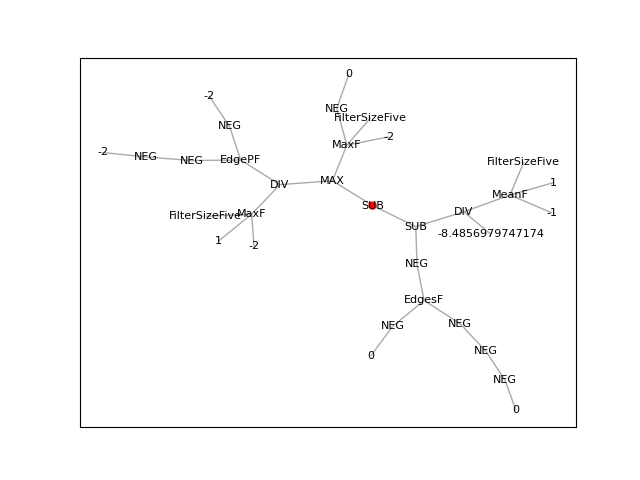 0
-2
NEG
FilterSizeFive
NEG
-2
MaxF
-2
NEG
NEG
EdgePF
FilterSizeFive
DIV
MAX
1
MeanF
SUB
FilterSizeFive
MaxF
DIV
-1
SUB
-8.4856979747174
1
-2
NEG
EdgesF
NEG
NEG
NEG
0
NEG
0